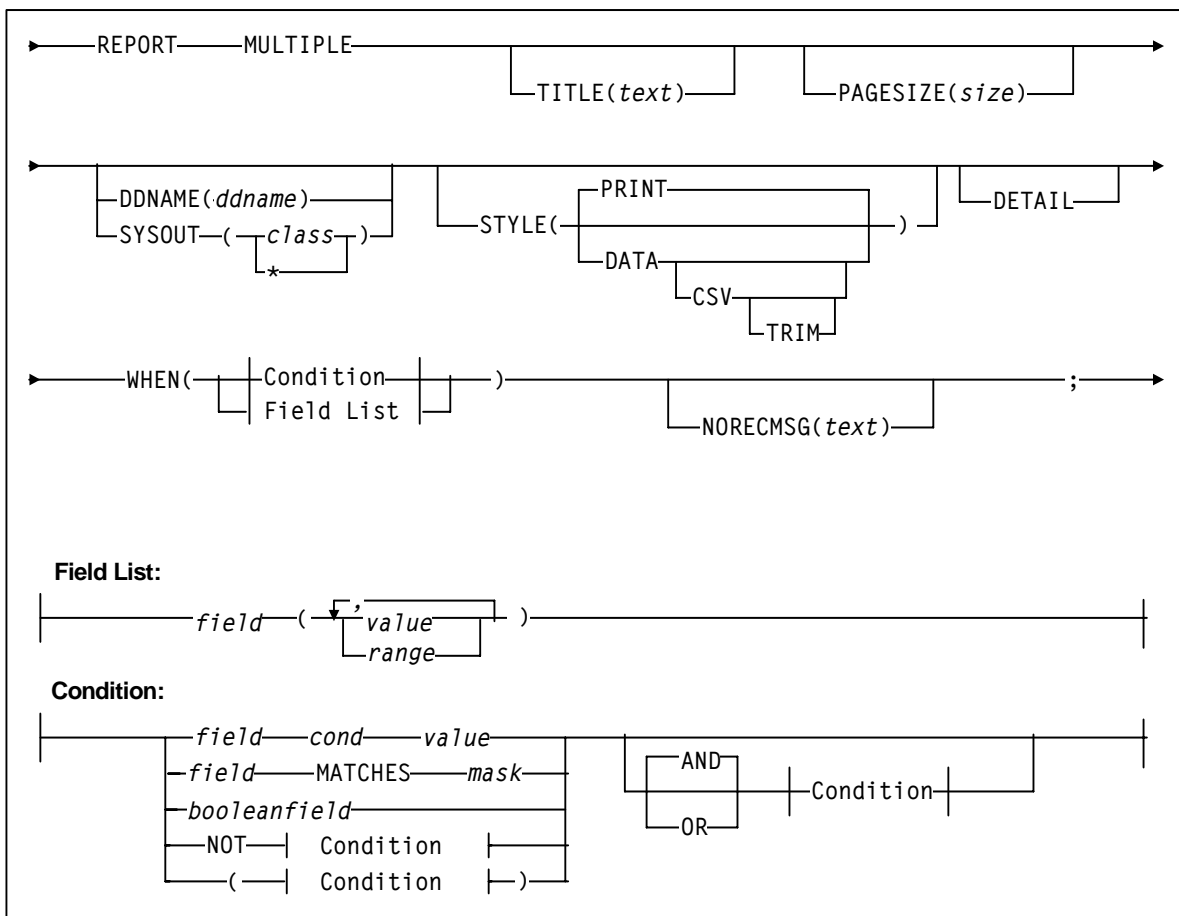 REPORT MULTIPLE
TITLE(text) PAGESIZE(size)
PRINT
DDNAME(ddname) DETAIL
SYSOUT ( class ) STYLE( )
* DATA
CSV
TRIM
WHEN( Condition ) ;
Field List
NORECMSG(text)
Field List:
,
field ( value )
range
Condition:
field cond value
AND
field MATCHES mask
Condition
booleanfield
OR
NOT Condition
( Condition )